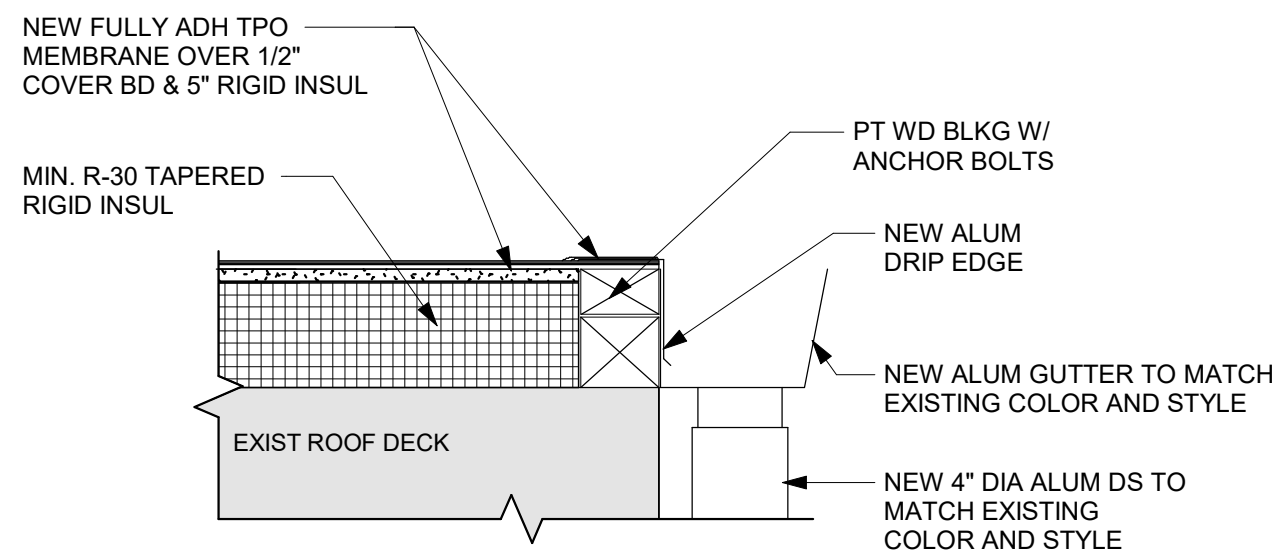 NEW FULLY ADH TPO
MEMBRANE OVER 1/2"
COVER BD & 5" RIGID INSUL
MIN. R-30 TAPERED
RIGID INSUL
PT WD BLKG W/
ANCHOR BOLTS
NEW ALUM
DRIP EDGE
NEW ALUM GUTTER TO MATCH
EXISTING COLOR AND STYLE
EXIST ROOF DECK
NEW 4" DIA ALUM DS TO
MATCH EXISTING
COLOR AND STYLE